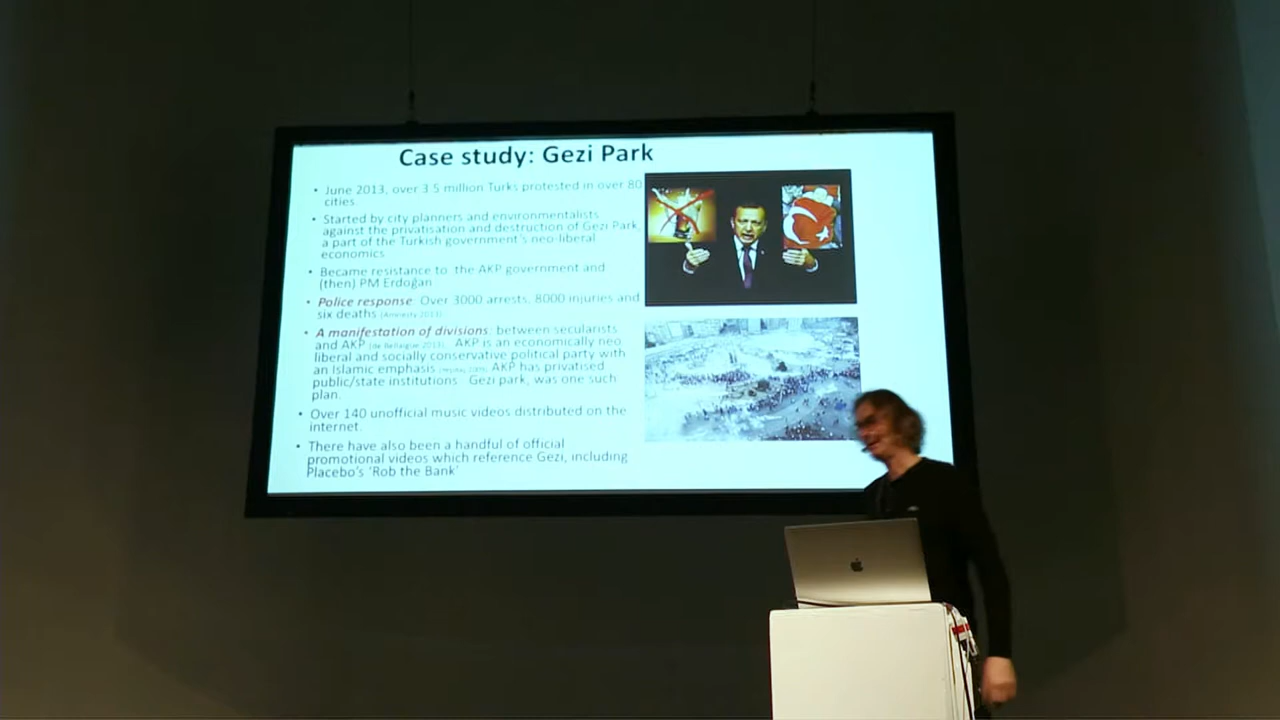 Case study: Gezi Park
• June 2013, over 3.5 million Turks protested in over 80
cities.
• Started by city planners and environmentalists
against the privatisation and destruction of Gezi Park,
a part of the Turkish government's neo-liberal
economics
• Became resistance to the AKP government and
(then) PM Erdoğan
• Police response: Over 3000 arrests, 8000 injuries and
six deaths (Amnesty 2013)
• A manifestation of divisions: between secularists
and AKP (de Bellaigue 2013). AKP is an economically neo
liberal and socially conservative political party with
an Islamic emphasis AKP has privatised
public/state institutions Gezi park, was one such
plan.
• Over 140 unofficial music videos distributed on the
internet.
• There have also been a handful of official
promotional videos which reference Gezi, including
Placebo's 'Rob the Bank'